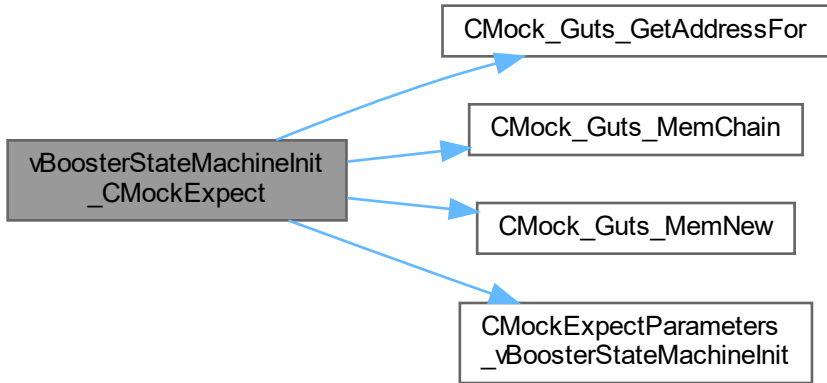 CMock_Guts_GetAddressFor
CMock_Guts_MemChain
vBoosterStateMachineInit
_CMockExpect
CMock_Guts_MemNew
CMockExpectParameters
_vBoosterStateMachineInit